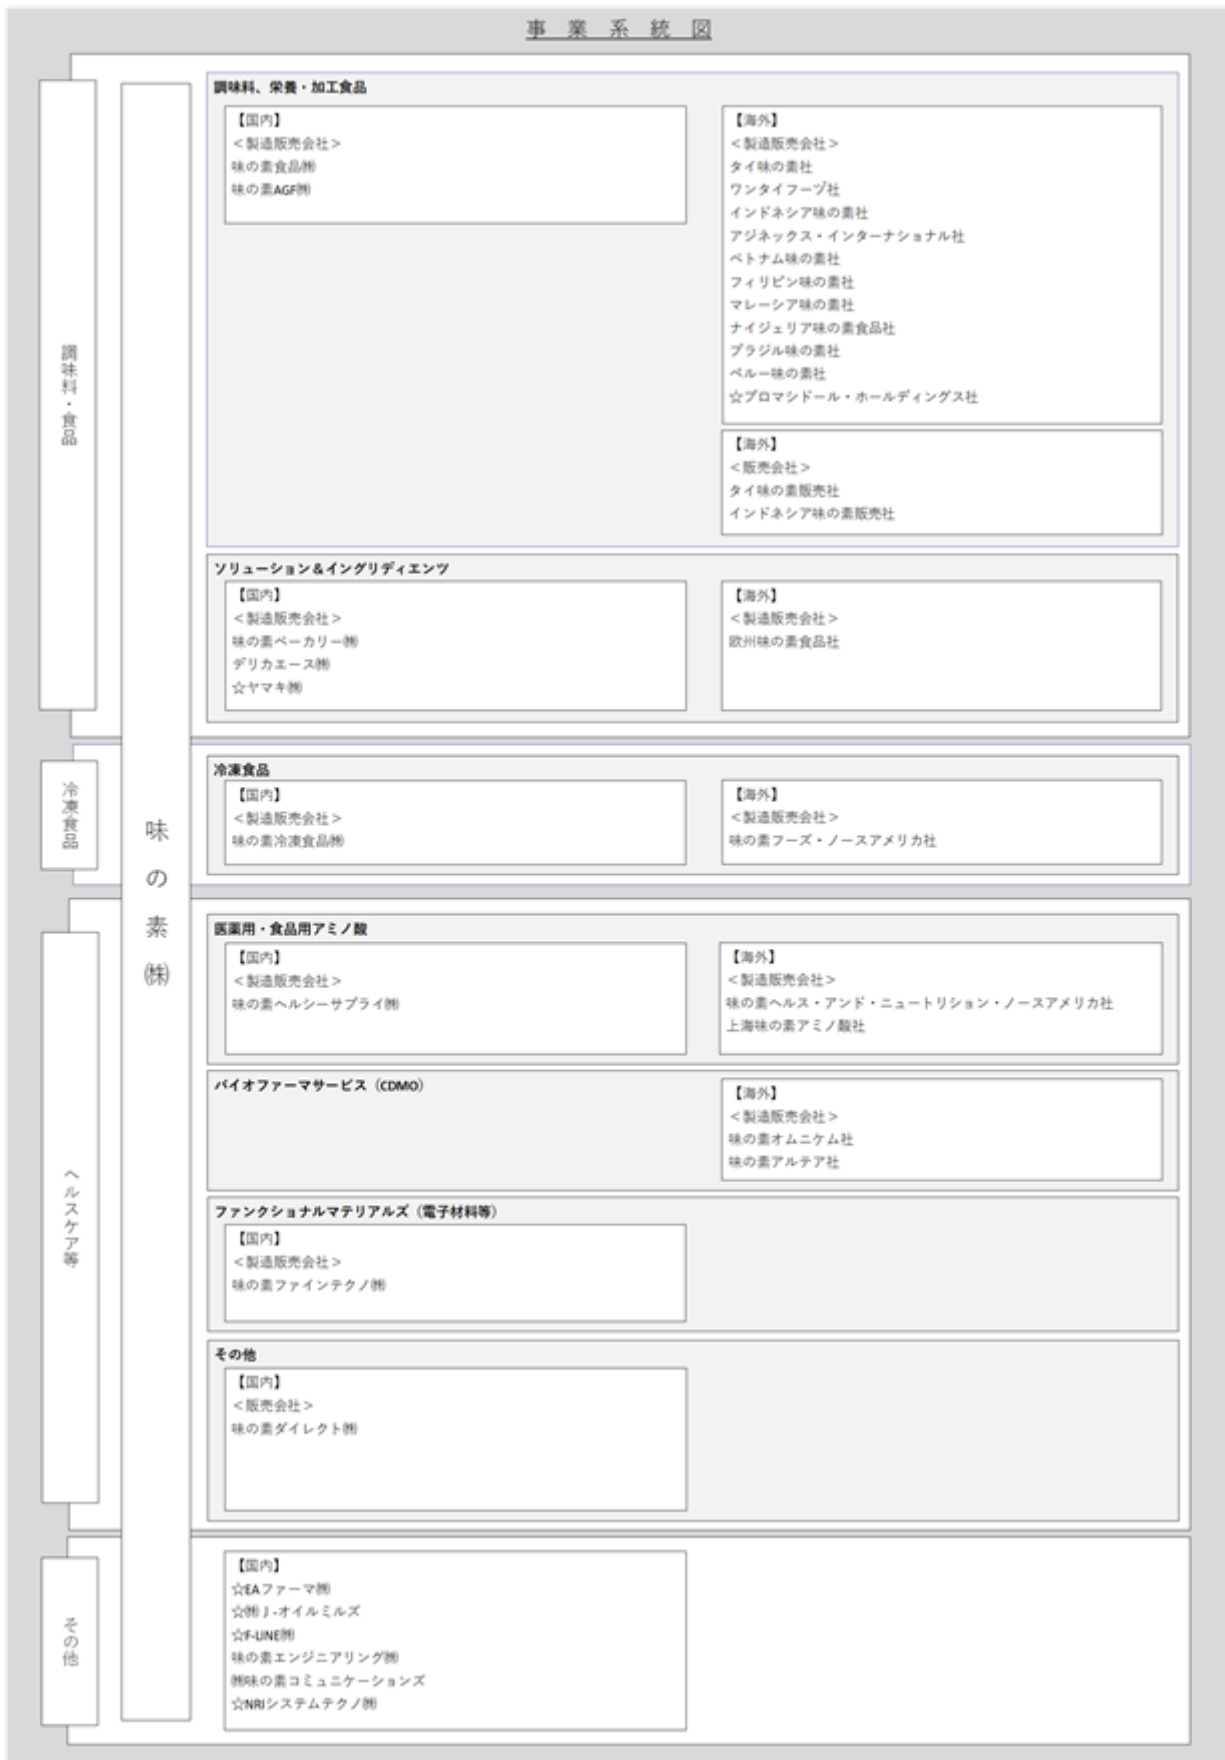 事業系統図
調味料・食品
味の素㈱
調味料、栄養・加工食品
【国内】
＜製造販売会社＞
味の素食品㈱
味の素AGF㈱
【海外】
＜製造販売会社＞
タイ味の素社
ワンタイフーヅ社
インドネシア味の素社
アジネックス・インターナショナル社
ベトナム味の素社
フィリピン味の素社
マレーシア味の素社
ナイジェリア味の素食品社
ブラジル味の素社
ペルー味の素社
☆プロマシドール・ホールディングス社
【海外】
＜販売会社＞
タイ味の素販売社
インドネシア味の素販売社
ソリューション＆イングリディエンツ
【国内】
＜製造販売会社＞
味の素ベーカリー㈱
デリカエース㈱
☆ヤマキ㈱
【海外】
＜製造販売会社＞
欧州味の素食品社
冷凍食品
冷凍食品
【国内】
＜製造販売会社＞
味の素冷凍食品㈱
【海外】
＜製造販売会社＞
味の素フーズ・ノースアメリカ社
ヘルスケア等
医薬用・食品用アミノ酸
【国内】
＜製造販売会社＞
味の素ヘルシーサプライ㈱
【海外】
＜製造販売会社＞
味の素ヘルス・アンド・ニュートリション・ノースアメリカ社
上海味の素アミノ酸社
バイオファーマサービス（CDMO）
【海外】
＜製造販売会社＞
味の素オムニケム社
味の素アルテア社
ファンクショナルマテリアルズ（電子材料等）
【国内】
＜製造販売会社＞
味の素ファインテクノ㈱
その他
【国内】
＜販売会社＞
味の素ダイレクト㈱
その他
【国内】
☆EAファーマ㈱
☆㈱Ｊ-オイルミルズ
☆F-LINE㈱
味の素エンジニアリング㈱
㈱味の素コミュニケーションズ
☆NRIシステムテクノ㈱